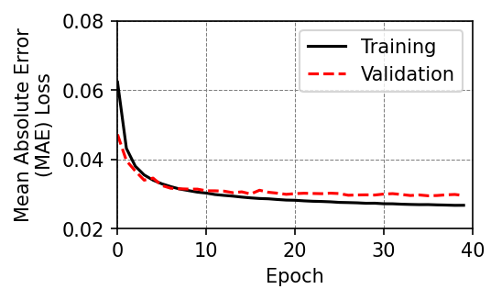 0.08
0.06
0.04
0.02
Mean Absolute Error
(MAE) Loss
Training
Validation
0 10 20 30 40
Epoch